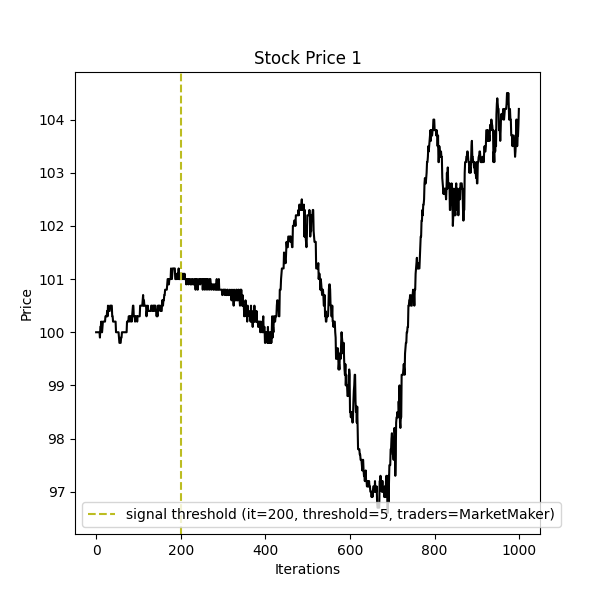 Stock Price 1
Price
104
103
102
101
100
99
98
97
signal threshold (it=200, threshold=5, traders=MarketMaker)
0 200 400 600 800 1000
Iterations